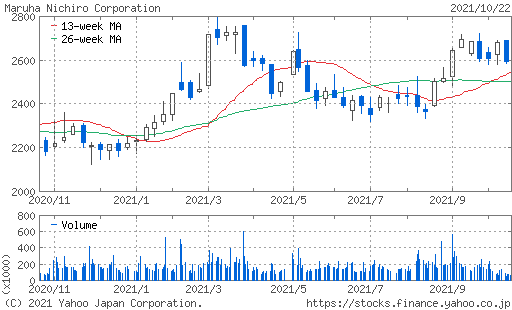 Maruha Nichiro Corporation 2021/10/22
2800
13-week MA
26-week MA
2600
2400
2200
2000
2020/11 2021/1 2021/3 2021/5 2021/7 2021/9
800
Volume
600
400
200
0
(x1000)
2020/11 2021/1 2021/3 2021/5 2021/7 2021/9
(C) 2021 Yahoo Japan Corporation. https://stocks.finance.yahoo.co.jp/